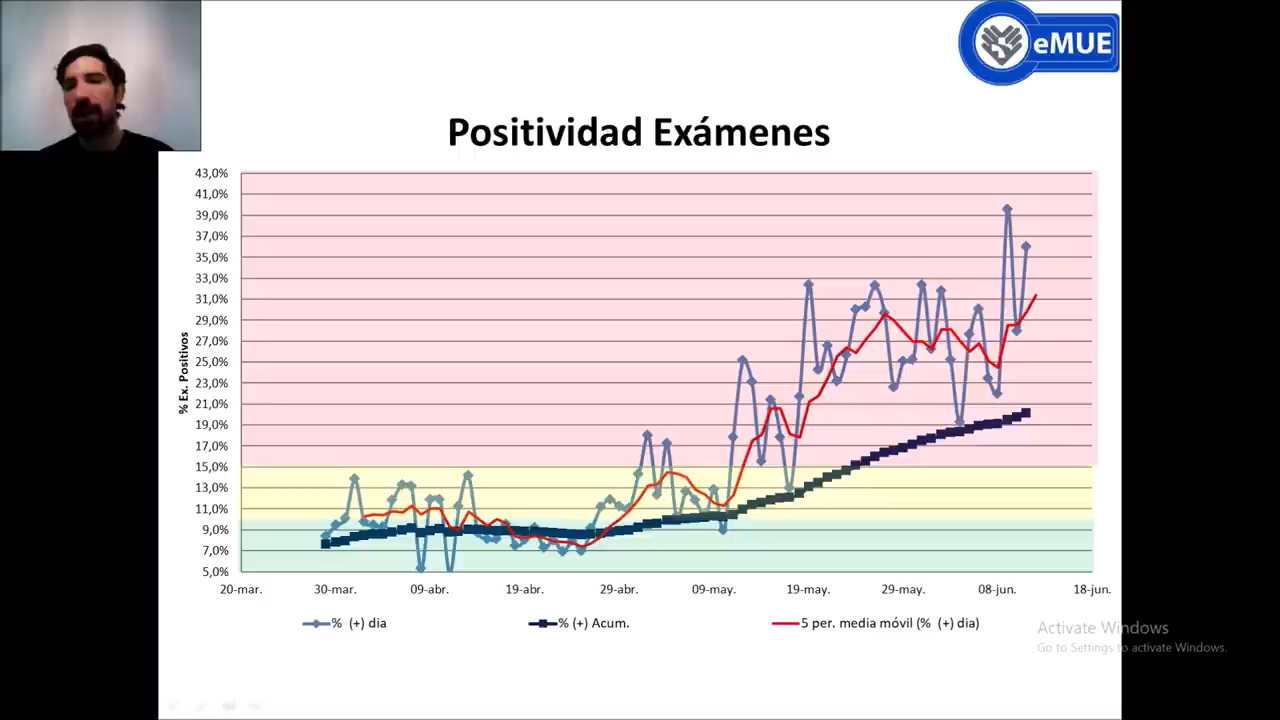 eMUE
Positividad Exámenes
43,0%
41,0%
39,0%
37,0%
35,0%
33,0%
31,0%
29,0%
27,0%
25,0%
23,0%
21,0%
19,0%
17,0%
15,0%
13,0%
11,0%
9,0%
7,0%
5,0%
% Ex. Positivos
20-mar. 30-mar. 09-abr. 19-abr. 29-abr. 09-may. 19-may. 29-may. 08-jun. 18-jun.
% (+) dia % (+) Acum. 5 per. media móvil (% (+) dia)
Activate Windows
Go to Settings to activate Windows.